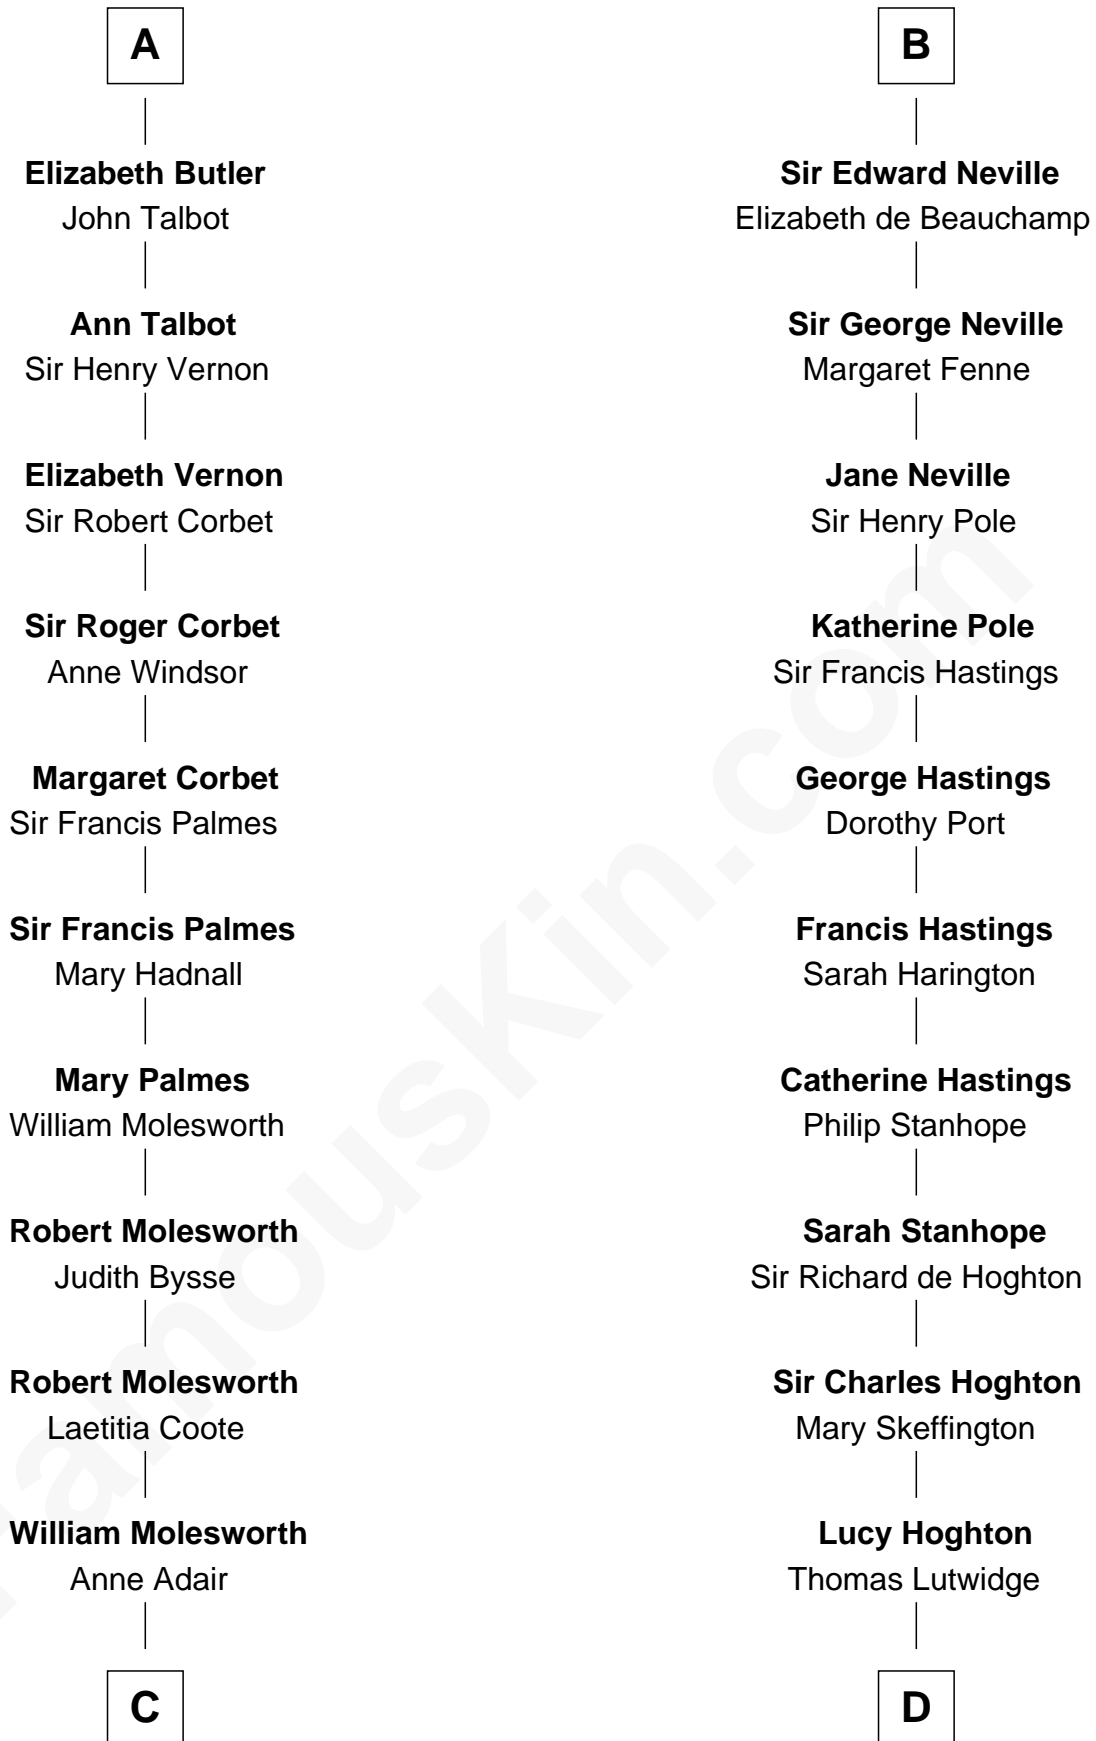 A
Elizabeth Butler
John Talbot
Ann Talbot
Sir Henry Vernon
Elizabeth Vernon
Sir Robert Corbet
Sir Roger Corbet
Anne Windsor
Margaret Corbet
Sir Francis Palmes
Sir Francis Palmes
Mary Hadnall
Mary Palmes
William Molesworth
Robert Molesworth
Judith Bysse
Robert Molesworth
Laetitia Coote
William Molesworth
Anne Adair
C
B
Sir Edward Neville
Elizabeth de Beauchamp
Sir George Neville
Margaret Fenne
Jane Neville
Sir Henry Pole
Katherine Pole
Sir Francis Hastings
George Hastings
Dorothy Port
Francis Hastings
Sarah Harington
Catherine Hastings
Philip Stanhope
Sarah Stanhope
Sir Richard de Hoghton
Sir Charles Hoghton
Mary Skeffington
Lucy Hoghton
Thomas Lutwidge
D
FamousKin.com